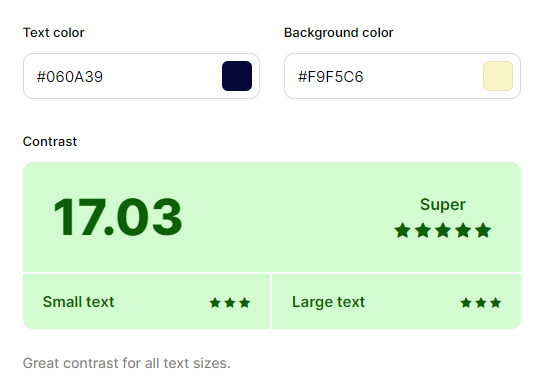 Text color
Background color
#060A39
#F9F5C6
Contrast
17.03
Super
Small text
Large text
Great contrast for all text sizes.